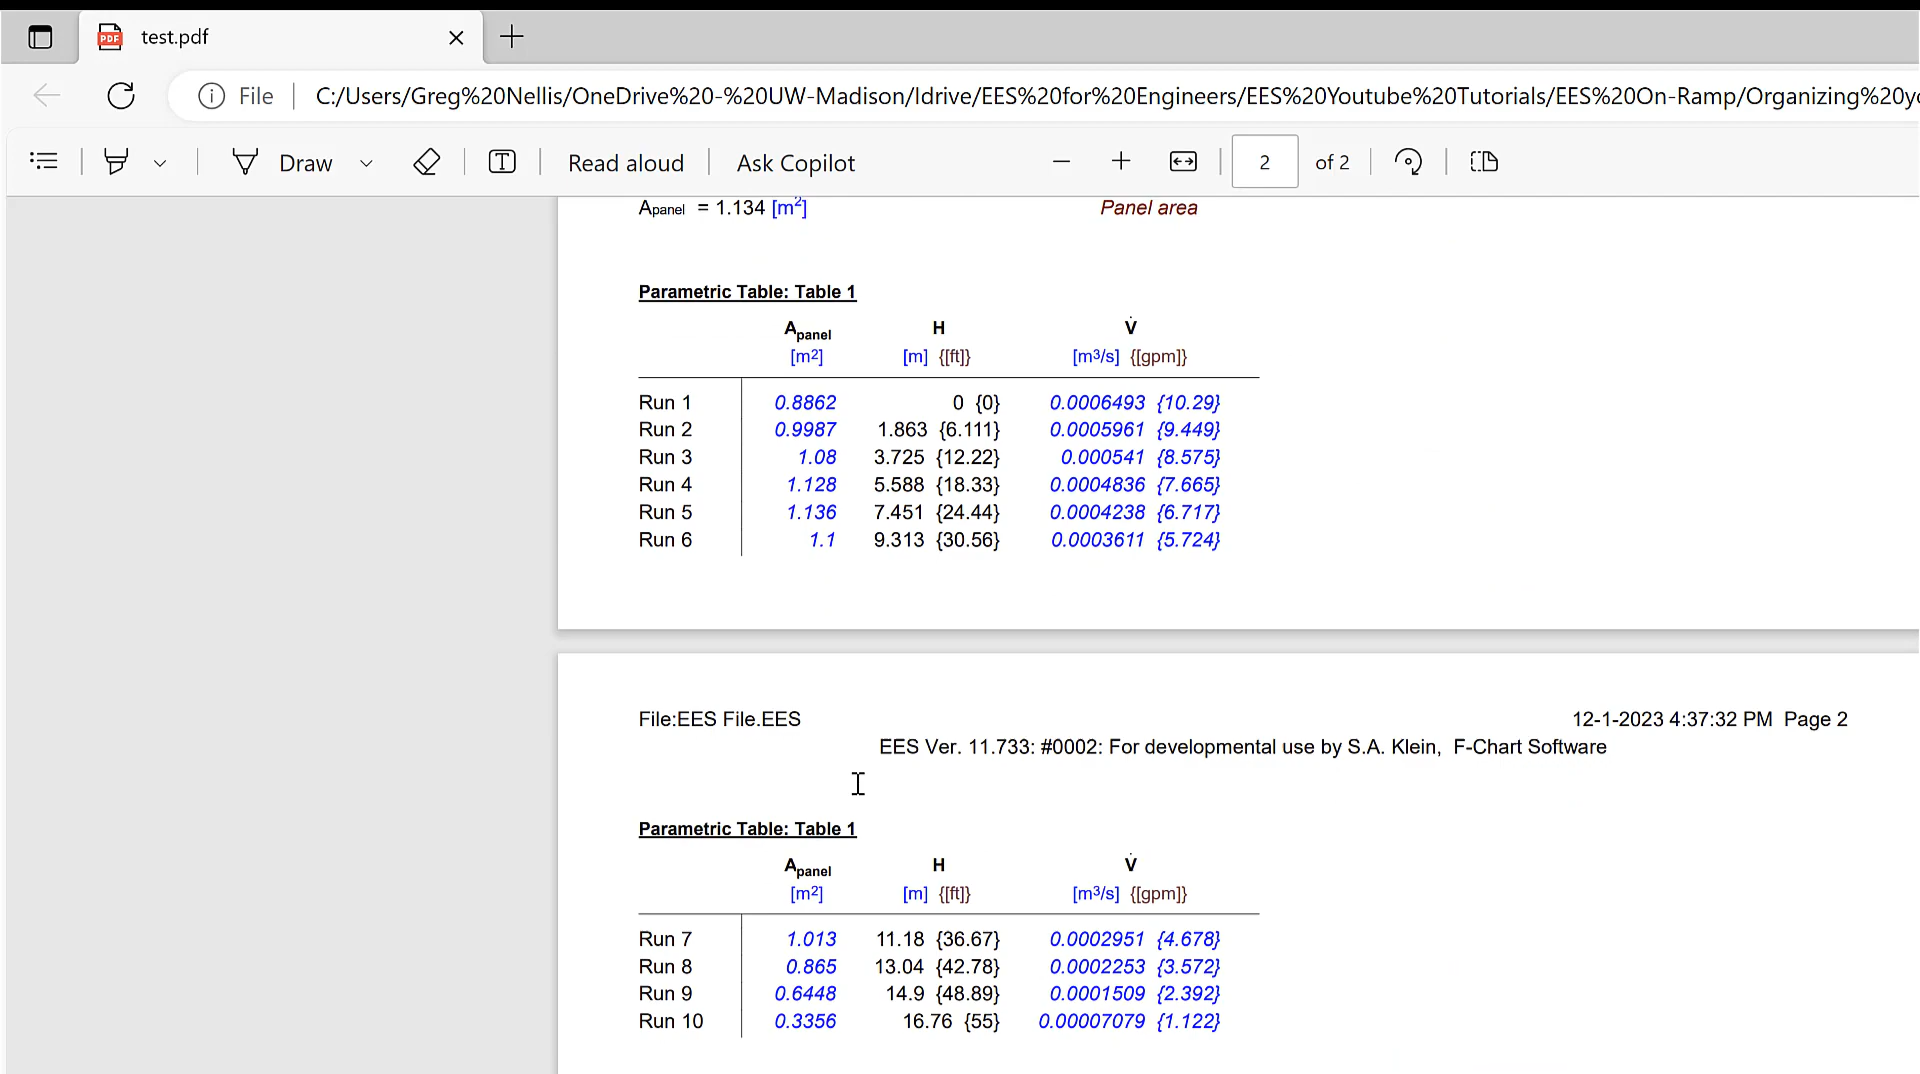 test.pdf
File C:/Users/Greg%20Nellis/OneDrive%20-%20UW-Madison/Idrive/EES%20for%20Engineers/EES%20Youtube%20Tutorials/EES%20On-Ramp/Organizing%20yo
Draw Read aloud Ask Copilot 2 of 2
Apanel = 1.134 [m2] Panel area
Parametric Table: Table 1
Apanel H V̇
[m2] [m] {[ft]} [m3/s] {[gpm]}
Run 1 0.8862 0 {0} 0.0006493 {10.29}
Run 2 0.9987 1.863 {6.111} 0.0005961 {9.449}
Run 3 1.08 3.725 {12.22} 0.000541 {8.575}
Run 4 1.128 5.588 {18.33} 0.0004836 {7.665}
Run 5 1.136 7.451 {24.44} 0.0004238 {6.717}
Run 6 1.1 9.313 {30.56} 0.0003611 {5.724}
File:EES File.EES 12-1-2023 4:37:32 PM Page 2
EES Ver. 11.733: #0002: For developmental use by S.A. Klein, F-Chart Software
Parametric Table: Table 1
Apanel H V̇
[m2] [m] {[ft]} [m3/s] {[gpm]}
Run 7 1.013 11.18 {36.67} 0.0002951 {4.678}
Run 8 0.865 13.04 {42.78} 0.0002253 {3.572}
Run 9 0.6448 14.9 {48.89} 0.0001509 {2.392}
Run 10 0.3356 16.76 {55} 0.00007079 {1.122}